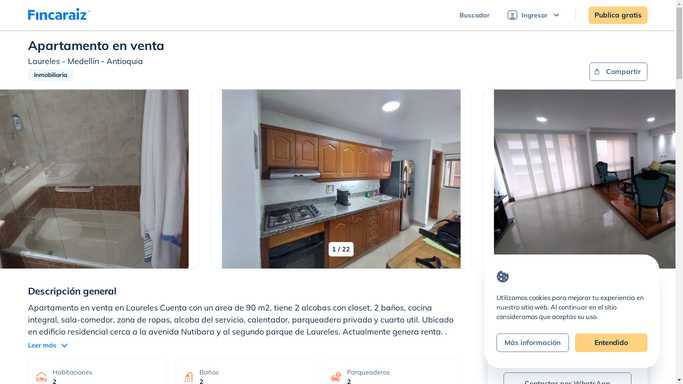 Fincaraiz
Buscador
Ingresar
Publica gratis
Apartamento en venta
Laureles - Medellín - Antioquia
Inmobiliaria
Compartir
1 / 22
Descripción general
Apartamento en venta en Laureles Cuenta con un area de 90 m2, tiene 2 alcobas con closet, 2 baños, cocina
integral, sala-comedor, zona de ropas, alcoba del servicio, calentador, parqueadero privado y cuarto util. Ubicado
en edificio residencial cerca a la avenida Nutibara y al segundo parque de Laureles. Actualmente genera renta. .
Leer más
Habitaciones
2
Baños
2
Parqueaderos
2
Utilizamos cookies para mejorar tu experiencia en
nuestro sitio web. Al continuar en el sitio
consideramos que aceptas su uso.
Más información
Entendido
Contactar por WhatsApp